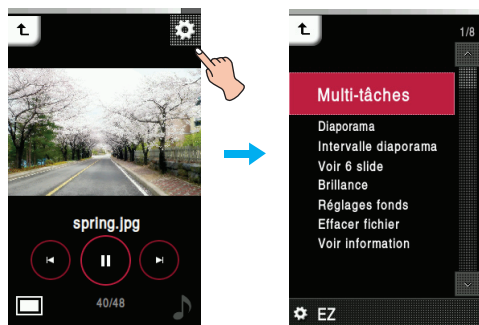 spring.jpg
40/48
1/8
Multi-tâches
Diaporama
Intervalle diaporama
Voir 6 slide
Brillance
Réglages fonds
Effacer fichier
Voir information
EZ